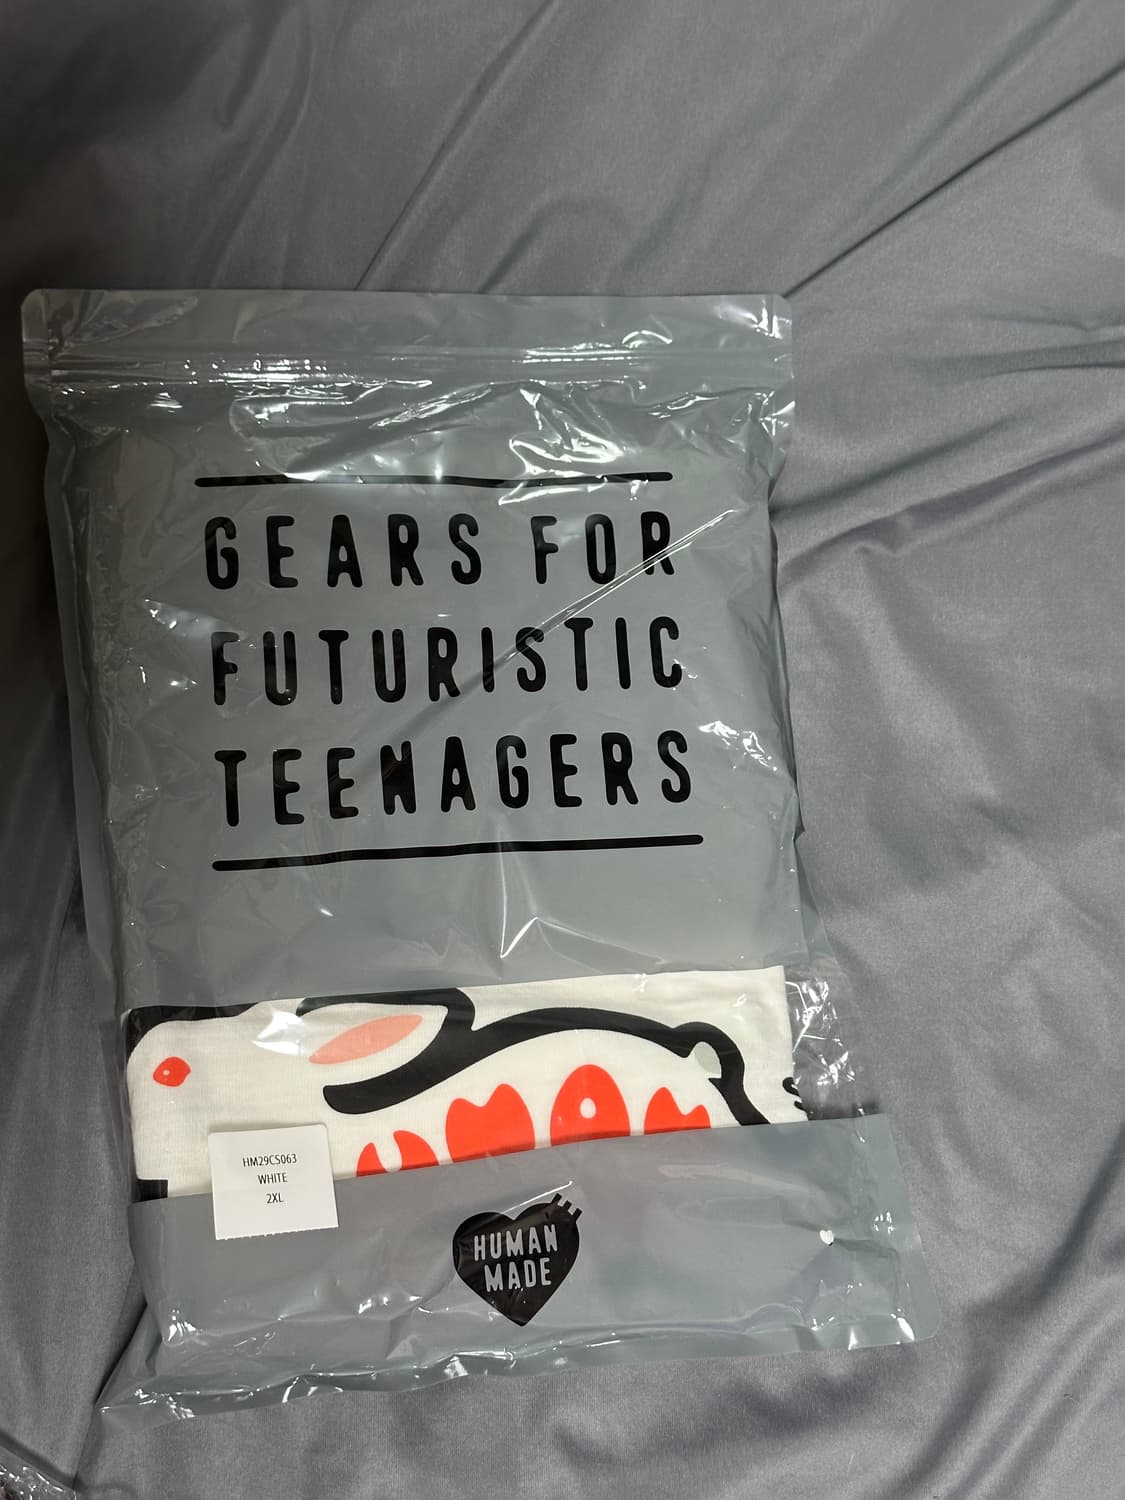 GEARS FOR
FUTURISTIC
TEENAGERS
HM29CS063
WHITE
2XL
HUMAN
MADE